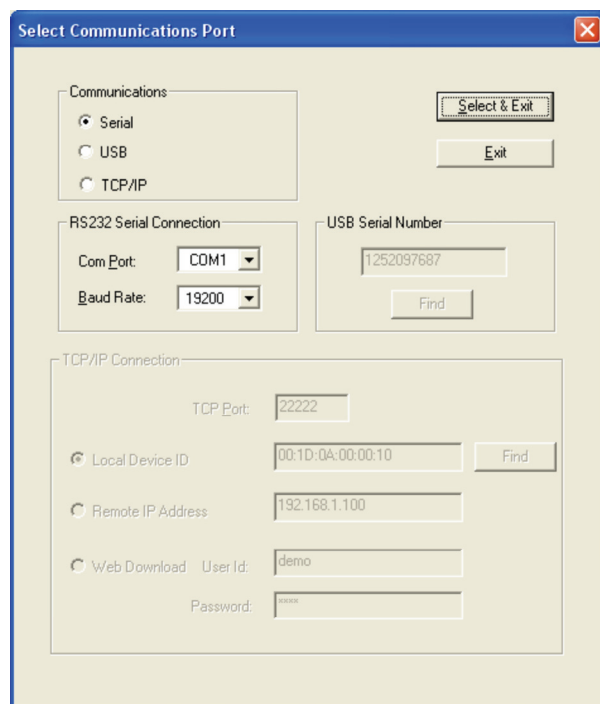 Select Communications Port
Communications
Serial
USB
TCP/IP
Select & Exit
Exit
RS232 Serial Connection
Com Port: COM1
Baud Rate: 19200
USB Serial Number
1252097687
Find
TCP/IP Connection
TCP Port: 22222
Local Device ID 00:1D:0A:00:00:10 Find
Remote IP Address 192.168.1.100
Web Download User Id: demo
Password: ****